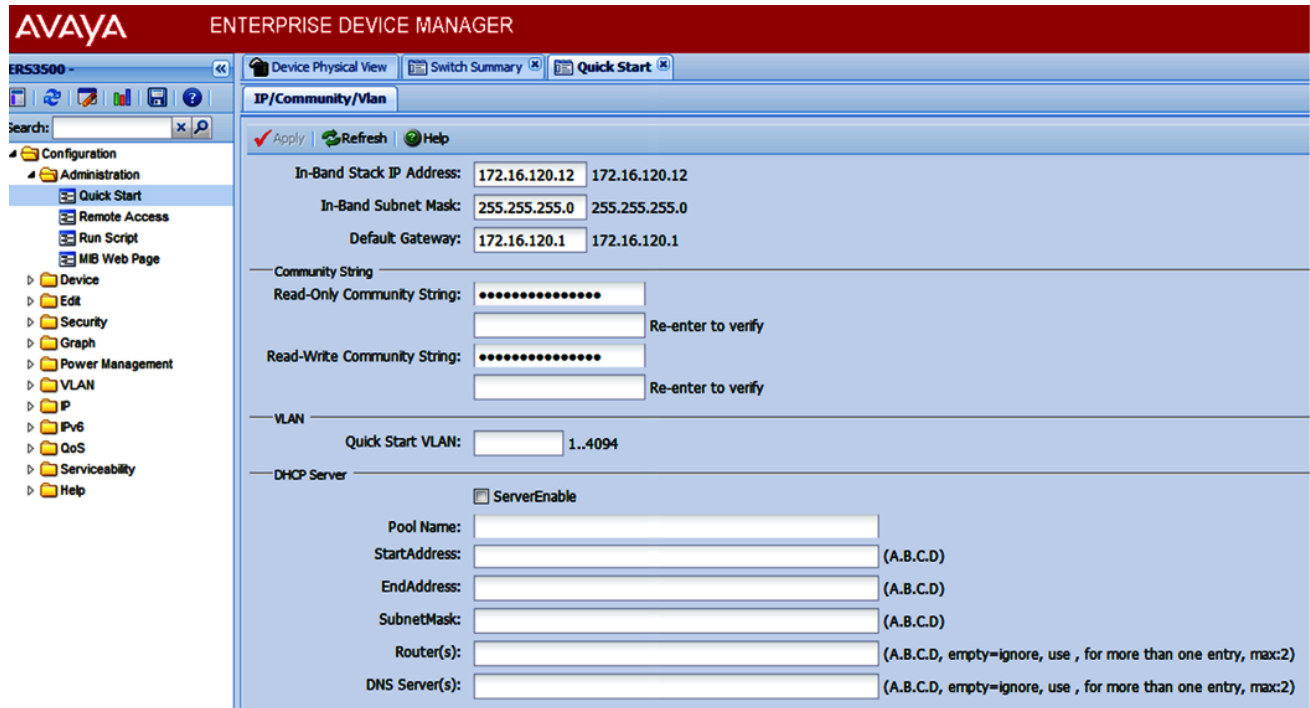 AVAYA ENTERPRISE DEVICE MANAGER
ERS3500 -
Device Physical View Switch Summary Quick Start
IP/Community/Vlan
Search:
Apply Refresh Help
Configuration
Administration
Quick Start
Remote Access
Run Script
MIB Web Page
Device
Edit
Security
Graph
Power Management
VLAN
IP
IPv6
QoS
Serviceability
Help
In-Band Stack IP Address: 172.16.120.12 172.16.120.12
In-Band Subnet Mask: 255.255.255.0 255.255.255.0
Default Gateway: 172.16.120.1 172.16.120.1
Community String
Read-Only Community String: •••••••••••••••
Re-enter to verify
Read-Write Community String: •••••••••••••••
Re-enter to verify
VLAN
Quick Start VLAN: 1..4094
DHCP Server
ServerEnable
Pool Name:
StartAddress: (A.B.C.D)
EndAddress: (A.B.C.D)
SubnetMask: (A.B.C.D)
Router(s): (A.B.C.D, empty=ignore, use , for more than one entry, max:2)
DNS Server(s): (A.B.C.D, empty=ignore, use , for more than one entry, max:2)